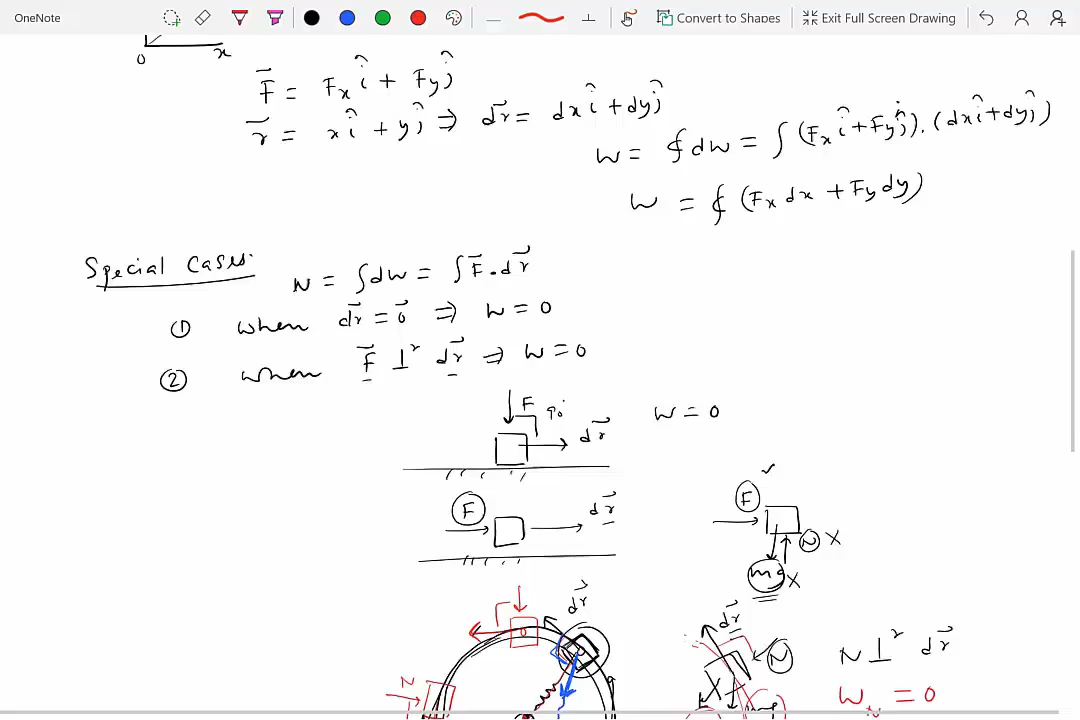 OneNote
Convert to Shapes
Exit Full Screen Drawing
0 x
F⃗ = Fx î + Fy ĵ
r⃗ = x î + y ĵ ⇒ dr⃗ = dx î + dy ĵ
W = ∮ dW = ∫ (Fx î + Fy ĵ) . (dx î + dy ĵ)
W = ∮ (Fx dx + Fy dy)
Special Cases:
W = ∫ dW = ∫ F⃗ . dr⃗
① when dr⃗ = 0⃗ ⇒ W = 0
② when F⃗ ⊥r dr⃗ ⇒ W = 0
F 90° dr⃗
W = 0
F dr⃗
F
N X
mg X
dr⃗
dr⃗
N
N
N ⊥r dr⃗
W_N = 0